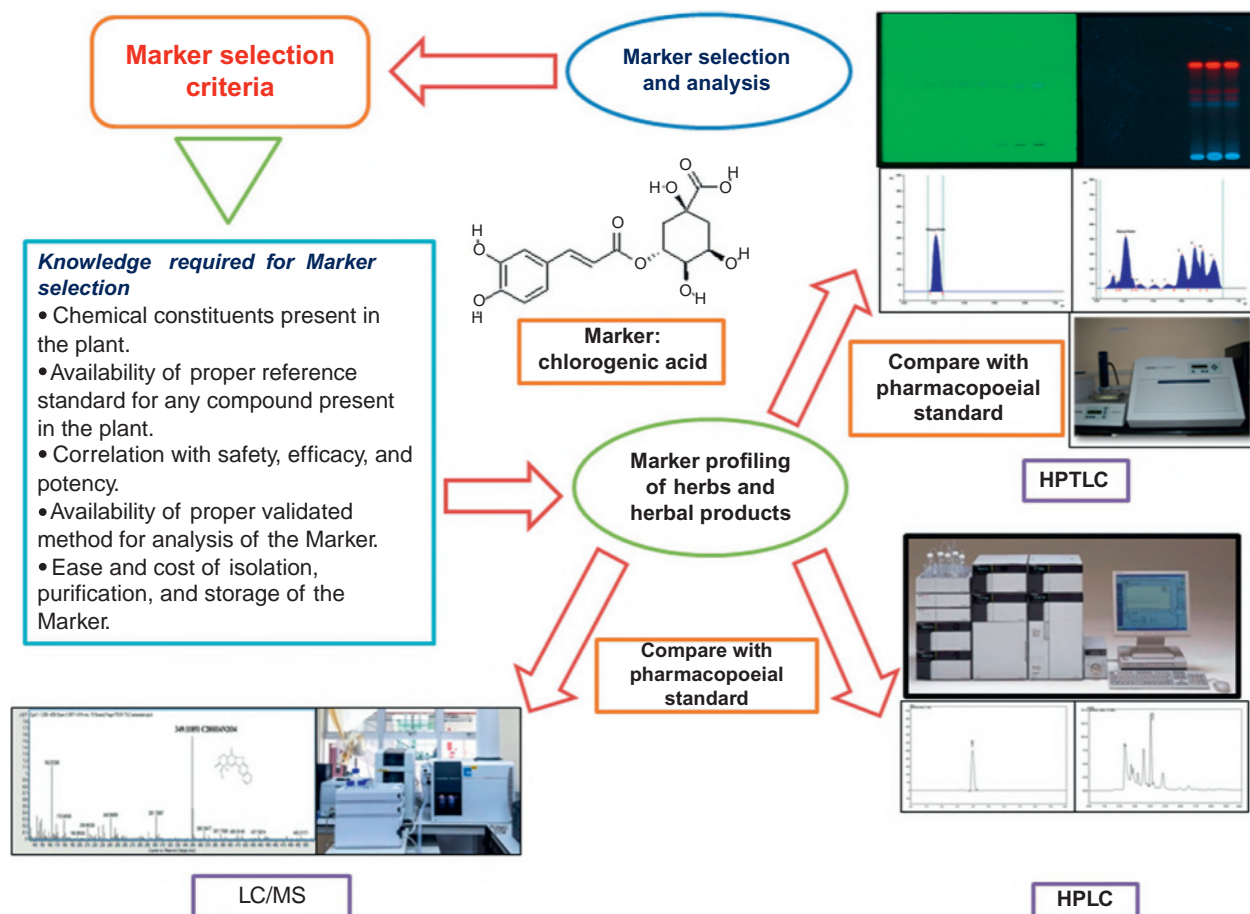 Marker selection
criteria
Marker selection
and analysis
Knowledge required for Marker
selection
• Chemical constituents present in
the plant.
• Availability of proper reference
standard for any compound present
in the plant.
• Correlation with safety, efficacy, and
potency.
• Availability of proper validated
method for analysis of the Marker.
• Ease and cost of isolation,
purification, and storage of the
Marker.
H
O
O
H
O
O
H
O
O
H
O
H
O
H
O
H
Marker:
chlorogenic acid
Compare with
pharmacopoeial
standard
HPTLC
Marker profiling
of herbs and
herbal products
Compare with
pharmacopoeial
standard
LC/MS
HPLC